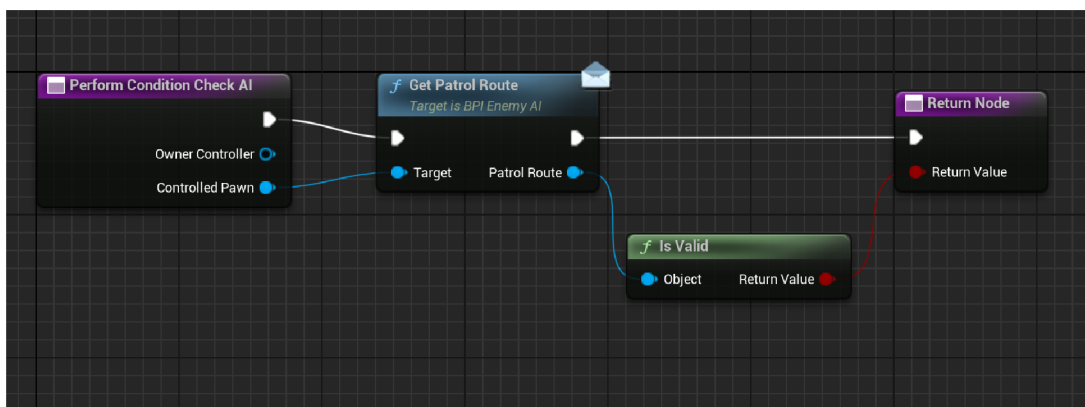 Perform Condition Check AI
Owner Controller
Controlled Pawn
f Get Patrol Route
Target is BPI Enemy AI
Target
Patrol Route
f Is Valid
Object
Return Value
Return Node
Return Value